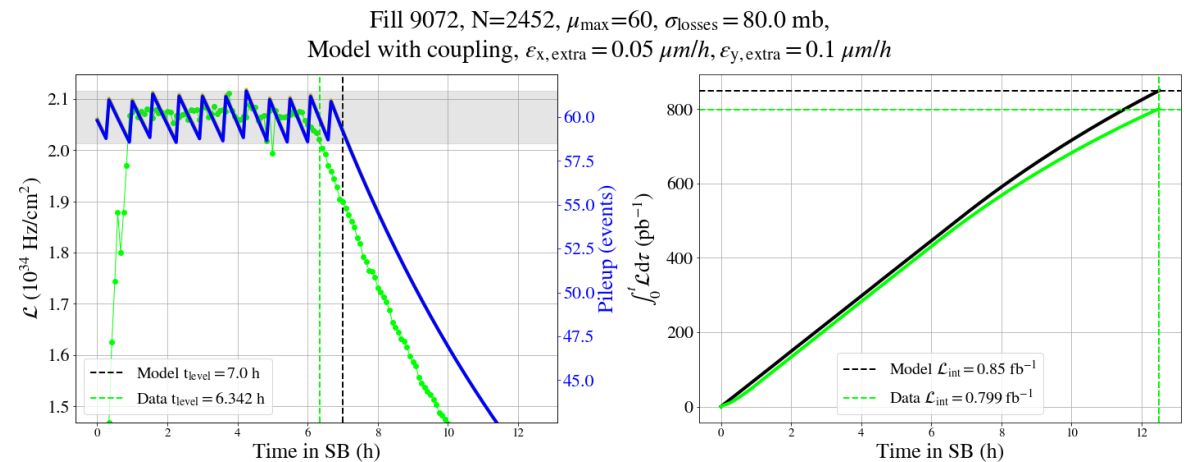 Fill 9072, N=2452, μmax=60, σlosses = 80.0 mb,
Model with coupling, εx, extra = 0.05 μm/h, εy, extra = 0.1 μm/h
2.1
2.0
1.9
1.8
1.7
1.6
1.5
ℒ (10³⁴ Hz/cm²)
60.0
57.5
55.0
52.5
50.0
47.5
45.0
Pileup (events)
Model tlevel = 7.0 h
Data tlevel = 6.342 h
0 2 4 6 8 10 12
Time in SB (h)
800
600
400
200
0
∫₀ᵗ ℒdτ (pb⁻¹)
Model ℒint = 0.85 fb⁻¹
Data ℒint = 0.799 fb⁻¹
0 2 4 6 8 10 12
Time in SB (h)